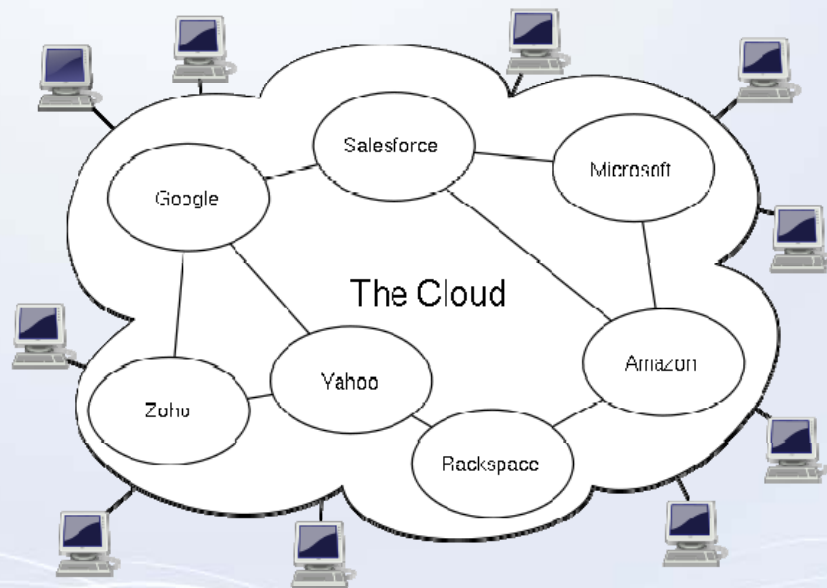 Salesforce
Microsoft
Google
The Cloud
Amazon
Yahoo
Zoho
Rackspace